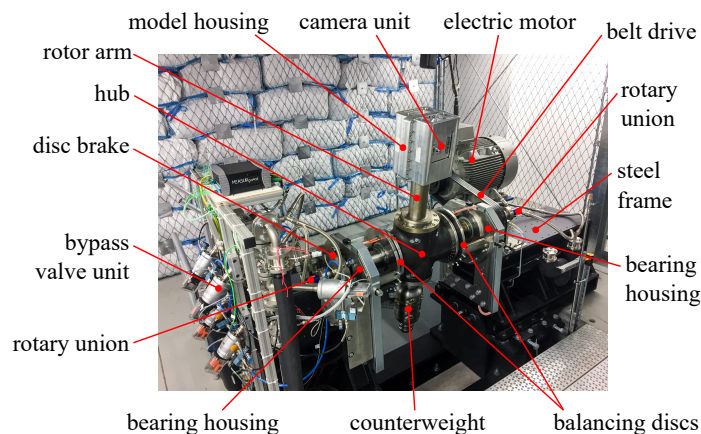 model housing
camera unit
electric motor
belt drive
rotor arm
hub
disc brake
rotary
union
steel
frame
bypass
valve unit
bearing
housing
rotary union
bearing housing
counterweight
balancing discs